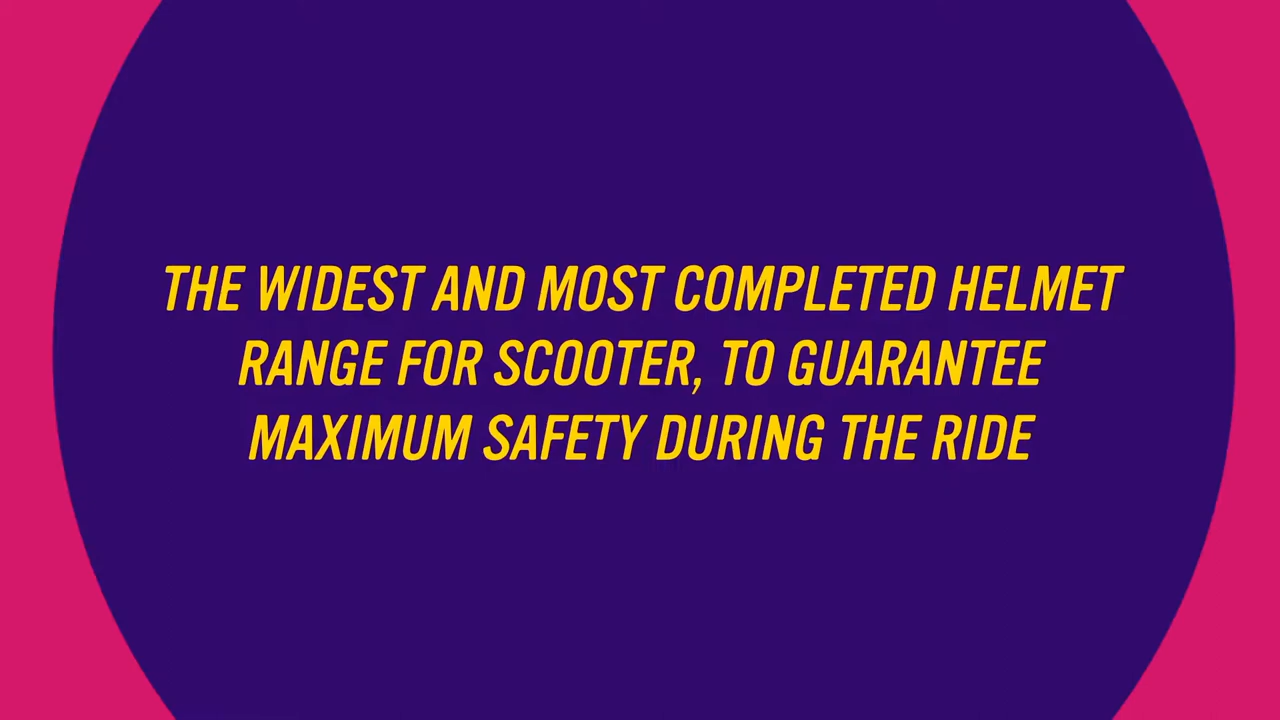 THE WIDEST AND MOST COMPLETED HELMET
RANGE FOR SCOOTER, TO GUARANTEE
MAXIMUM SAFETY DURING THE RIDE